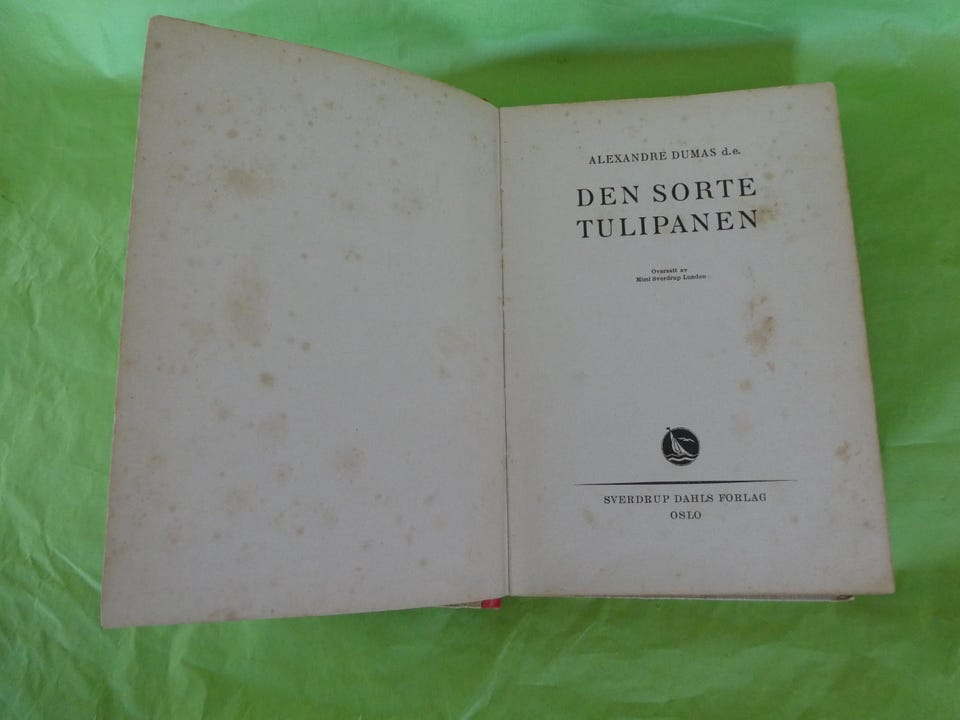 ALEXANDRE DUMAS d.e.
DEN SORTE
TULIPANEN
Oversatt av
Mimi Sverdrup Lunden
SVERDRUP DAHLS FORLAG
OSLO